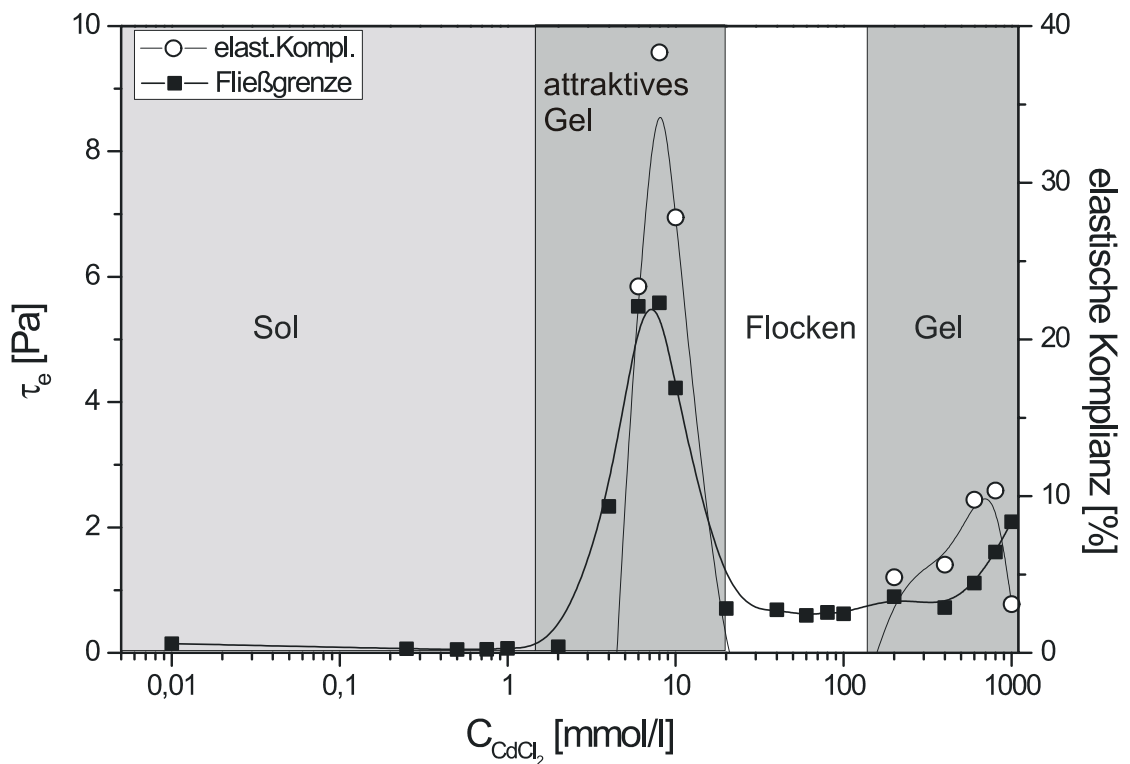 elast.Kompl.
Fließgrenze
attraktives
Gel
Sol
Flocken
Gel
10
8
6
4
2
0
τe [Pa]
40
30
20
10
0
elastische Komplianz [%]
0,01 0,1 1 10 100 1000
CCdCl2 [mmol/l]